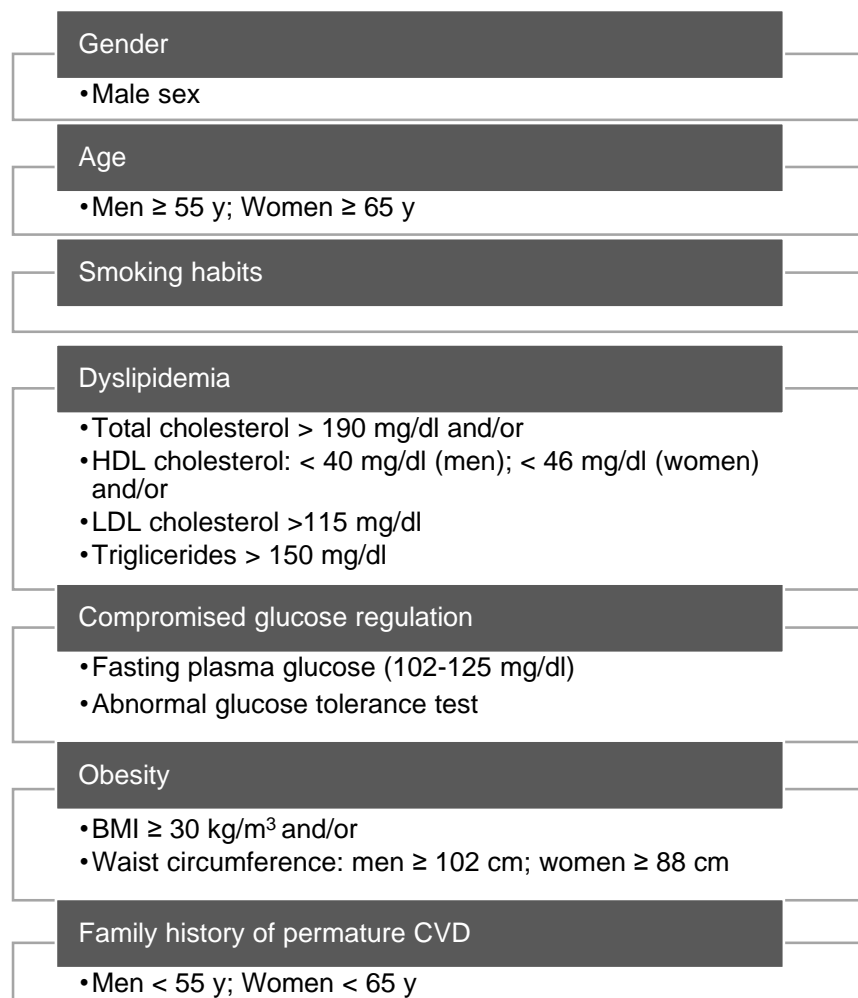 Gender
•Male sex
Age
•Men ≥ 55 y; Women ≥ 65 y
Smoking habits
Dyslipidemia
•Total cholesterol > 190 mg/dl and/or
•HDL cholesterol: < 40 mg/dl (men); < 46 mg/dl (women)
and/or
•LDL cholesterol >115 mg/dl
•Triglicerides > 150 mg/dl
Compromised glucose regulation
•Fasting plasma glucose (102-125 mg/dl)
•Abnormal glucose tolerance test
Obesity
•BMI ≥ 30 kg/m³ and/or
•Waist circumference: men ≥ 102 cm; women ≥ 88 cm
Family history of permature CVD
•Men < 55 y; Women < 65 y